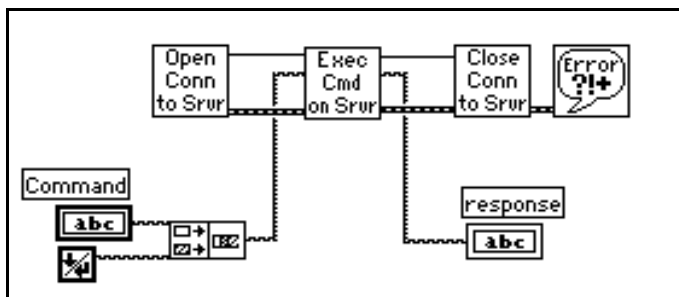 Open
Conn
to Srvr
Exec
Cmd
on Srvr
Close
Conn
to Srvr
Error
?!+
Command
abc
response
abc